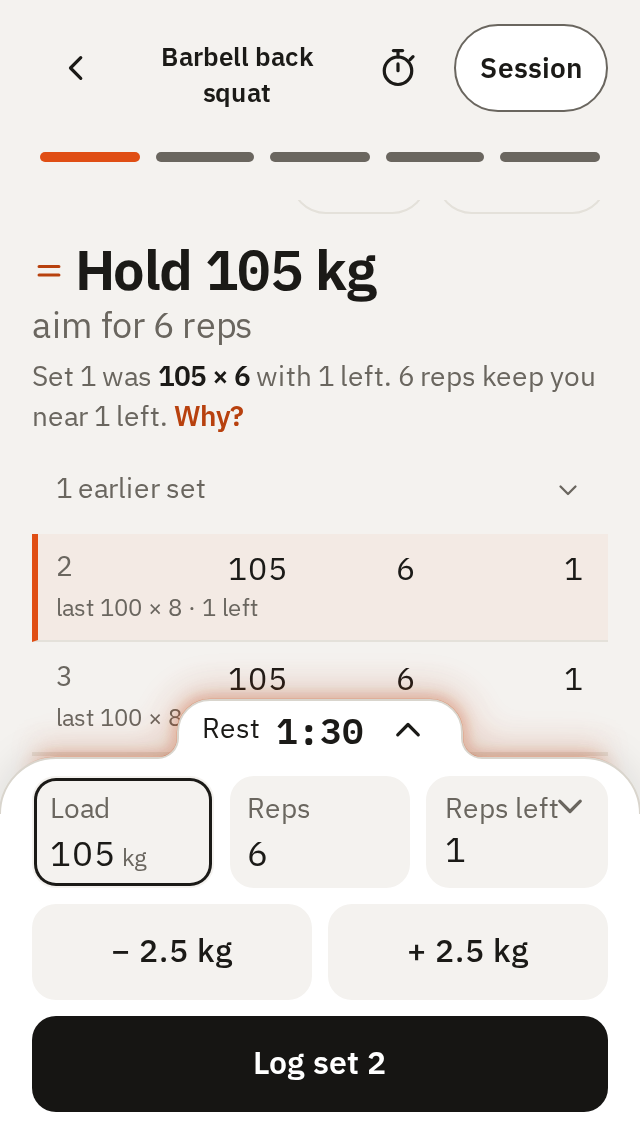 Barbell back
squat
Session
= Hold 105 kg
aim for 6 reps
Set 1 was 105 × 6 with 1 left. 6 reps keep you
near 1 left. Why?
1 earlier set
2 105 6 1
last 100 × 8 · 1 left
3 105 6 1
last 100 × 8
Rest 1:30
Load Reps Reps left
105 kg 6 1
− 2.5 kg + 2.5 kg
Log set 2